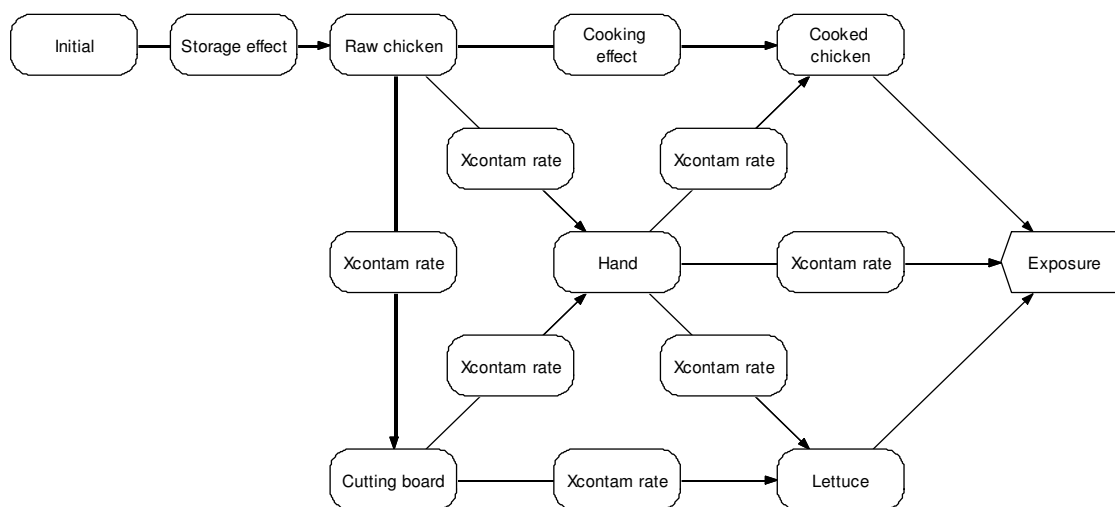 Initial
Storage effect
Raw chicken
Cooking
effect
Cooked
chicken
Xcontam rate
Xcontam rate
Xcontam rate
Hand
Xcontam rate
Exposure
Xcontam rate
Xcontam rate
Cutting board
Xcontam rate
Lettuce